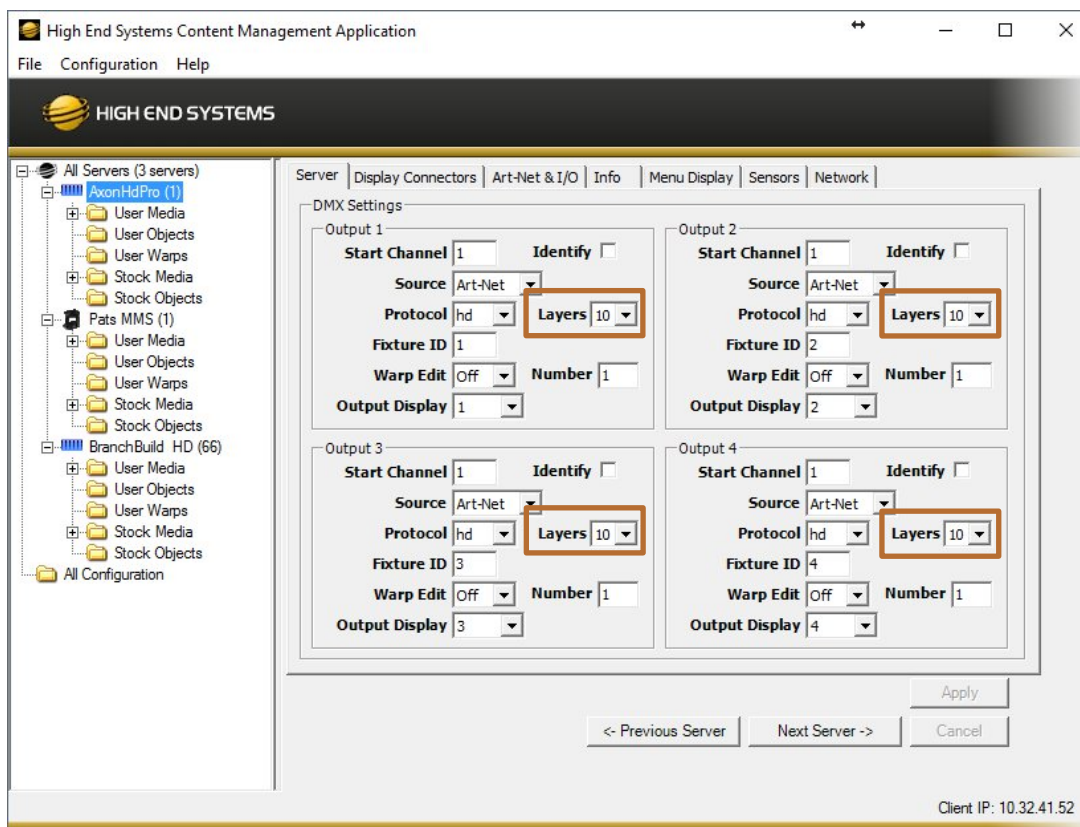 High End Systems Content Management Application
File Configuration Help
HIGH END SYSTEMS
All Servers (3 servers)
AxonHdPro (1)
User Media
User Objects
User Warps
Stock Media
Stock Objects
Pats MMS (1)
User Media
User Objects
User Warps
Stock Media
Stock Objects
BranchBuild HD (66)
User Media
User Objects
User Warps
Stock Media
Stock Objects
All Configuration
Server Display Connectors Art-Net & I/O Info Menu Display Sensors Network
DMX Settings
Output 1
Start Channel 1 Identify
Source Art-Net
Protocol hd Layers 10
Fixture ID 1
Warp Edit Off Number 1
Output Display 1
Output 2
Start Channel 1 Identify
Source Art-Net
Protocol hd Layers 10
Fixture ID 2
Warp Edit Off Number 1
Output Display 2
Output 3
Start Channel 1 Identify
Source Art-Net
Protocol hd Layers 10
Fixture ID 3
Warp Edit Off Number 1
Output Display 3
Output 4
Start Channel 1 Identify
Source Art-Net
Protocol hd Layers 10
Fixture ID 4
Warp Edit Off Number 1
Output Display 4
Apply
<- Previous Server Next Server -> Cancel
Client IP: 10.32.41.52